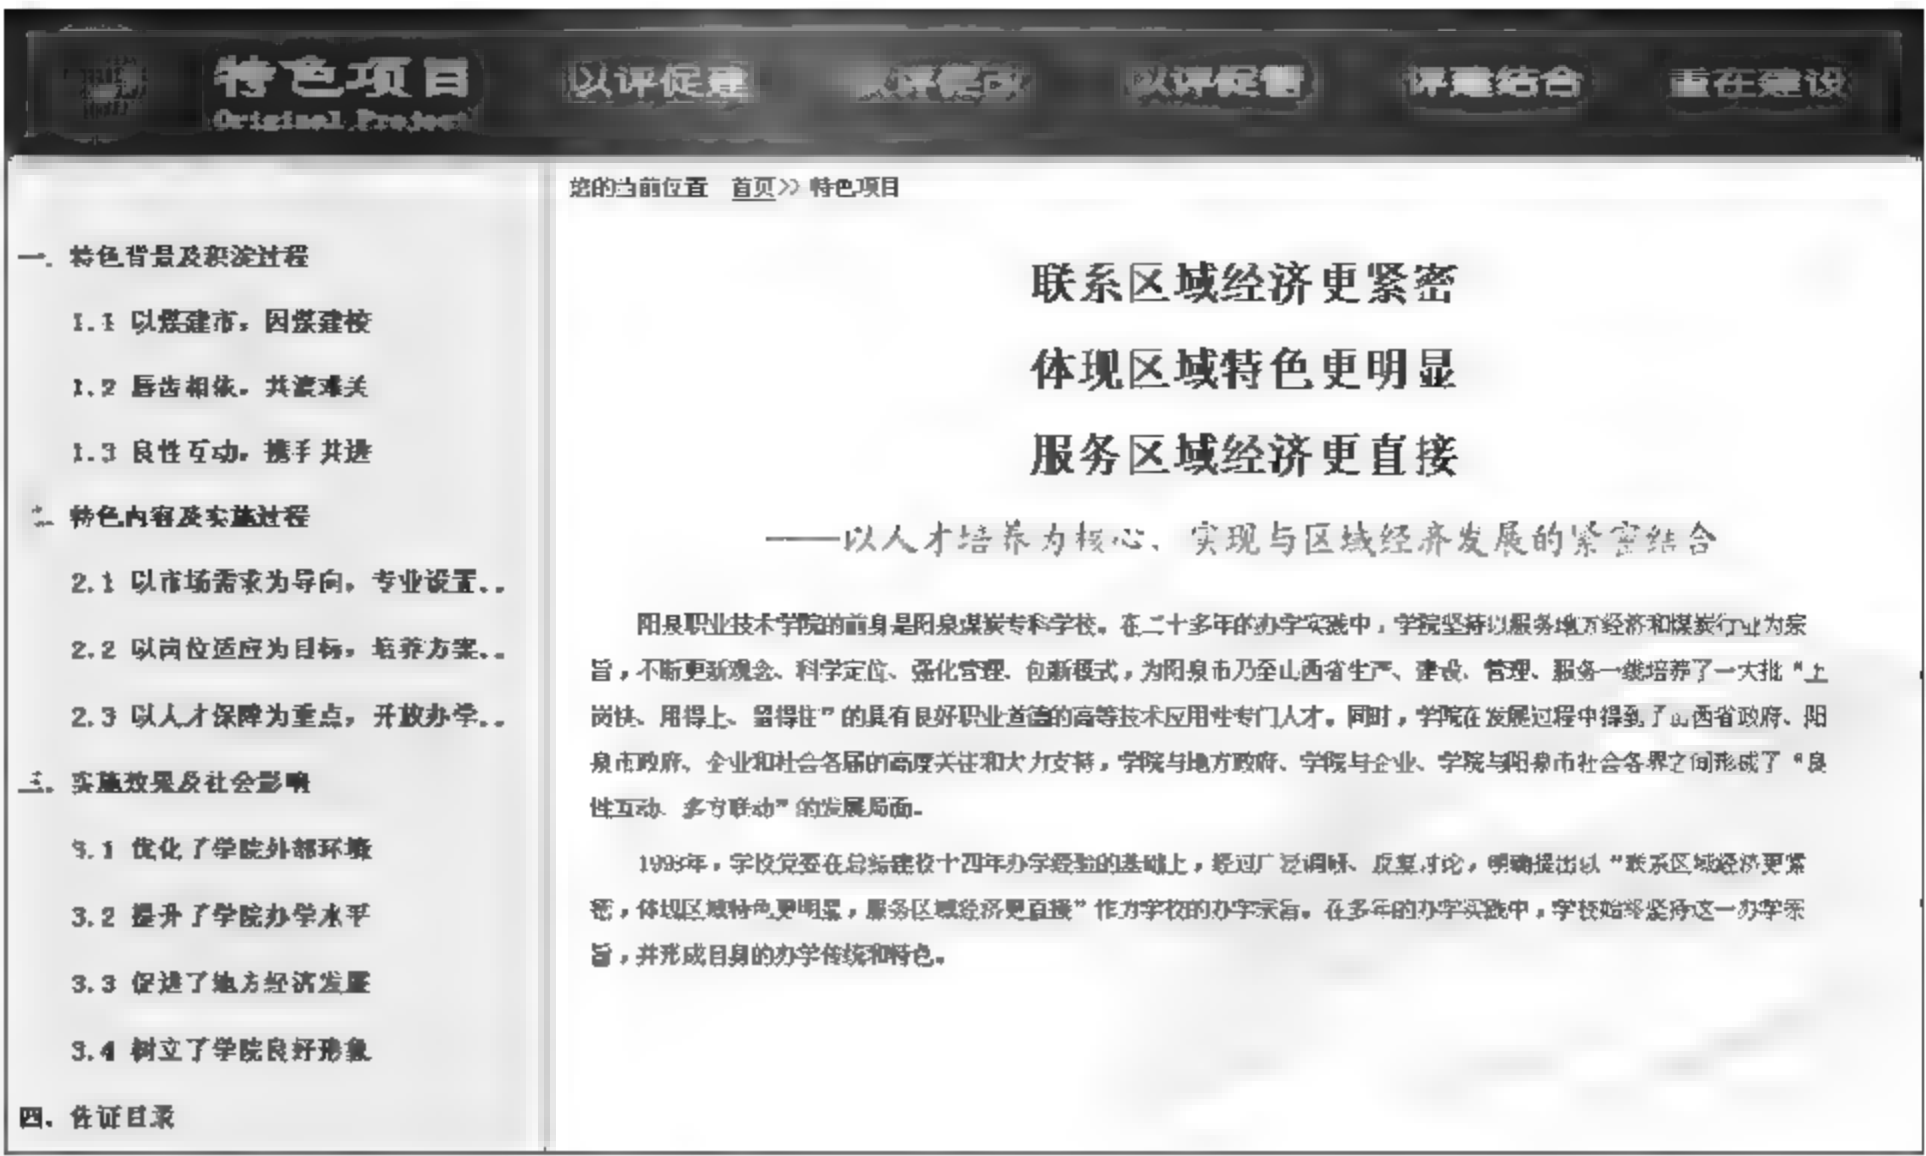 特色项目
Original Project
以评促建
以评促改
以评促管
评建结合
重在建设
您的当前位置 首页>> 特色项目
一. 特色背景及积淀过程
1.1 以煤建市，因煤建校
1.2 唇齿相依，共渡难关
1.3 良性互动，携手共进
二. 特色内容及实施过程
2.1 以市场需求为导向，专业设置..
2.2 以岗位适应为目标，培养方案..
2.3 以人才保障为重点，开放办学..
三. 实施效果及社会影响
3.1 优化了学院外部环境
3.2 提升了学院办学水平
3.3 促进了地方经济发展
3.4 树立了学院良好形象
四. 佐证目录
联系区域经济更紧密
体现区域特色更明显
服务区域经济更直接
——以人才培养为核心、实现与区域经济发展的紧密结合
阳泉职业技术学院的前身是阳泉煤炭专科学校。在二十多年的办学实践中，学院坚持以服务地方经济和煤炭行业为宗
旨，不断更新观念、科学定位、强化管理、创新模式，为阳泉市乃至山西省生产、建设、管理、服务一线培养了一大批“上
岗快、用得上、留得住”的具有良好职业道德的高等技术应用性专门人才。同时，学院在发展过程中得到了山西省政府、阳
泉市政府、企业和社会各届的高度关注和大力支持，学院与地方政府、学院与企业、学院与阳泉市社会各界之间形成了“良
性互动、多方联动”的发展局面。
1998年，学校党委在总结建校十四年办学经验的基础上，经过广泛调研、反复讨论，明确提出以“联系区域经济更紧
密，体现区域特色更明显，服务区域经济更直接”作为学校的办学宗旨。在多年的办学实践中，学校始终坚持这一办学宗
旨，并形成自身的办学传统和特色。